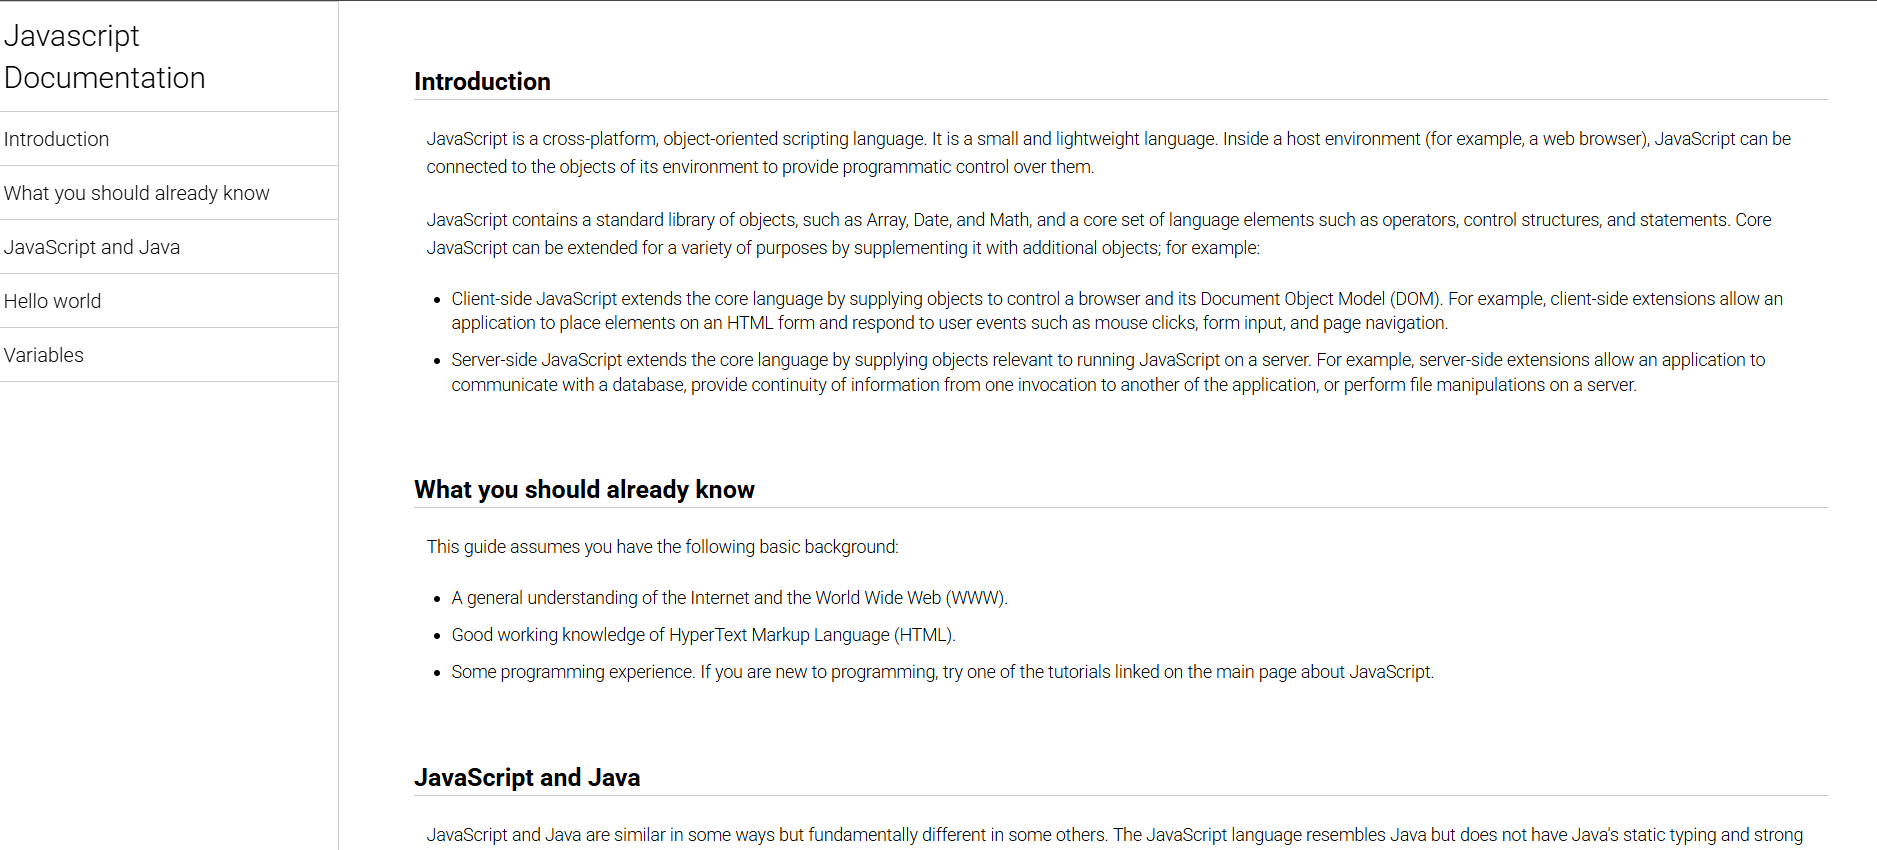 Javascript
Documentation
Introduction
What you should already know
JavaScript and Java
Hello world
Variables
Introduction
JavaScript is a cross-platform, object-oriented scripting language. It is a small and lightweight language. Inside a host environment (for example, a web browser), JavaScript can be
connected to the objects of its environment to provide programmatic control over them.
JavaScript contains a standard library of objects, such as Array, Date, and Math, and a core set of language elements such as operators, control structures, and statements. Core
JavaScript can be extended for a variety of purposes by supplementing it with additional objects; for example:
• Client-side JavaScript extends the core language by supplying objects to control a browser and its Document Object Model (DOM). For example, client-side extensions allow an
application to place elements on an HTML form and respond to user events such as mouse clicks, form input, and page navigation.
• Server-side JavaScript extends the core language by supplying objects relevant to running JavaScript on a server. For example, server-side extensions allow an application to
communicate with a database, provide continuity of information from one invocation to another of the application, or perform file manipulations on a server.
What you should already know
This guide assumes you have the following basic background:
• A general understanding of the Internet and the World Wide Web (WWW).
• Good working knowledge of HyperText Markup Language (HTML).
• Some programming experience. If you are new to programming, try one of the tutorials linked on the main page about JavaScript.
JavaScript and Java
JavaScript and Java are similar in some ways but fundamentally different in some others. The JavaScript language resembles Java but does not have Java's static typing and strong